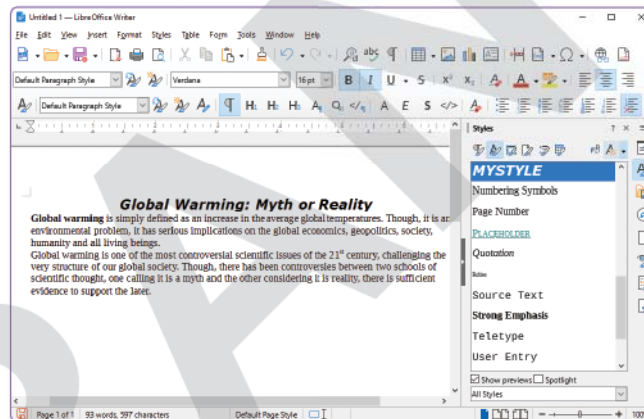 Untitled 1 — LibreOffice Writer
File Edit View Insert Format Styles Table Form Tools Window Help
Default Paragraph Style Verdana 16 pt B I U S X² X₂ A A
Default Paragraph Style ¶ H₁ H₂ H₃ A Q </> A E S </> A
Styles
MYSTYLE
Numbering Symbols
Page Number
PLACEHOLDER
Quotation
Source Text
Strong Emphasis
Teletype
User Entry
Show previews Spotlight
All Styles
Global Warming: Myth or Reality
Global warming is simply defined as an increase in the average global temperatures. Though, it is an
environmental problem, it has serious implications on the global economics, geopolitics, society,
humanity and all living beings.
Global warming is one of the most controversial scientific issues of the 21st century, challenging the
very structure of our global society. Though, there has been controversies between two schools of
scientific thought, one calling it is a myth and the other considering it is reality, there is sufficient
evidence to support the later.
Page 1 of 1 93 words, 597 characters Default Page Style